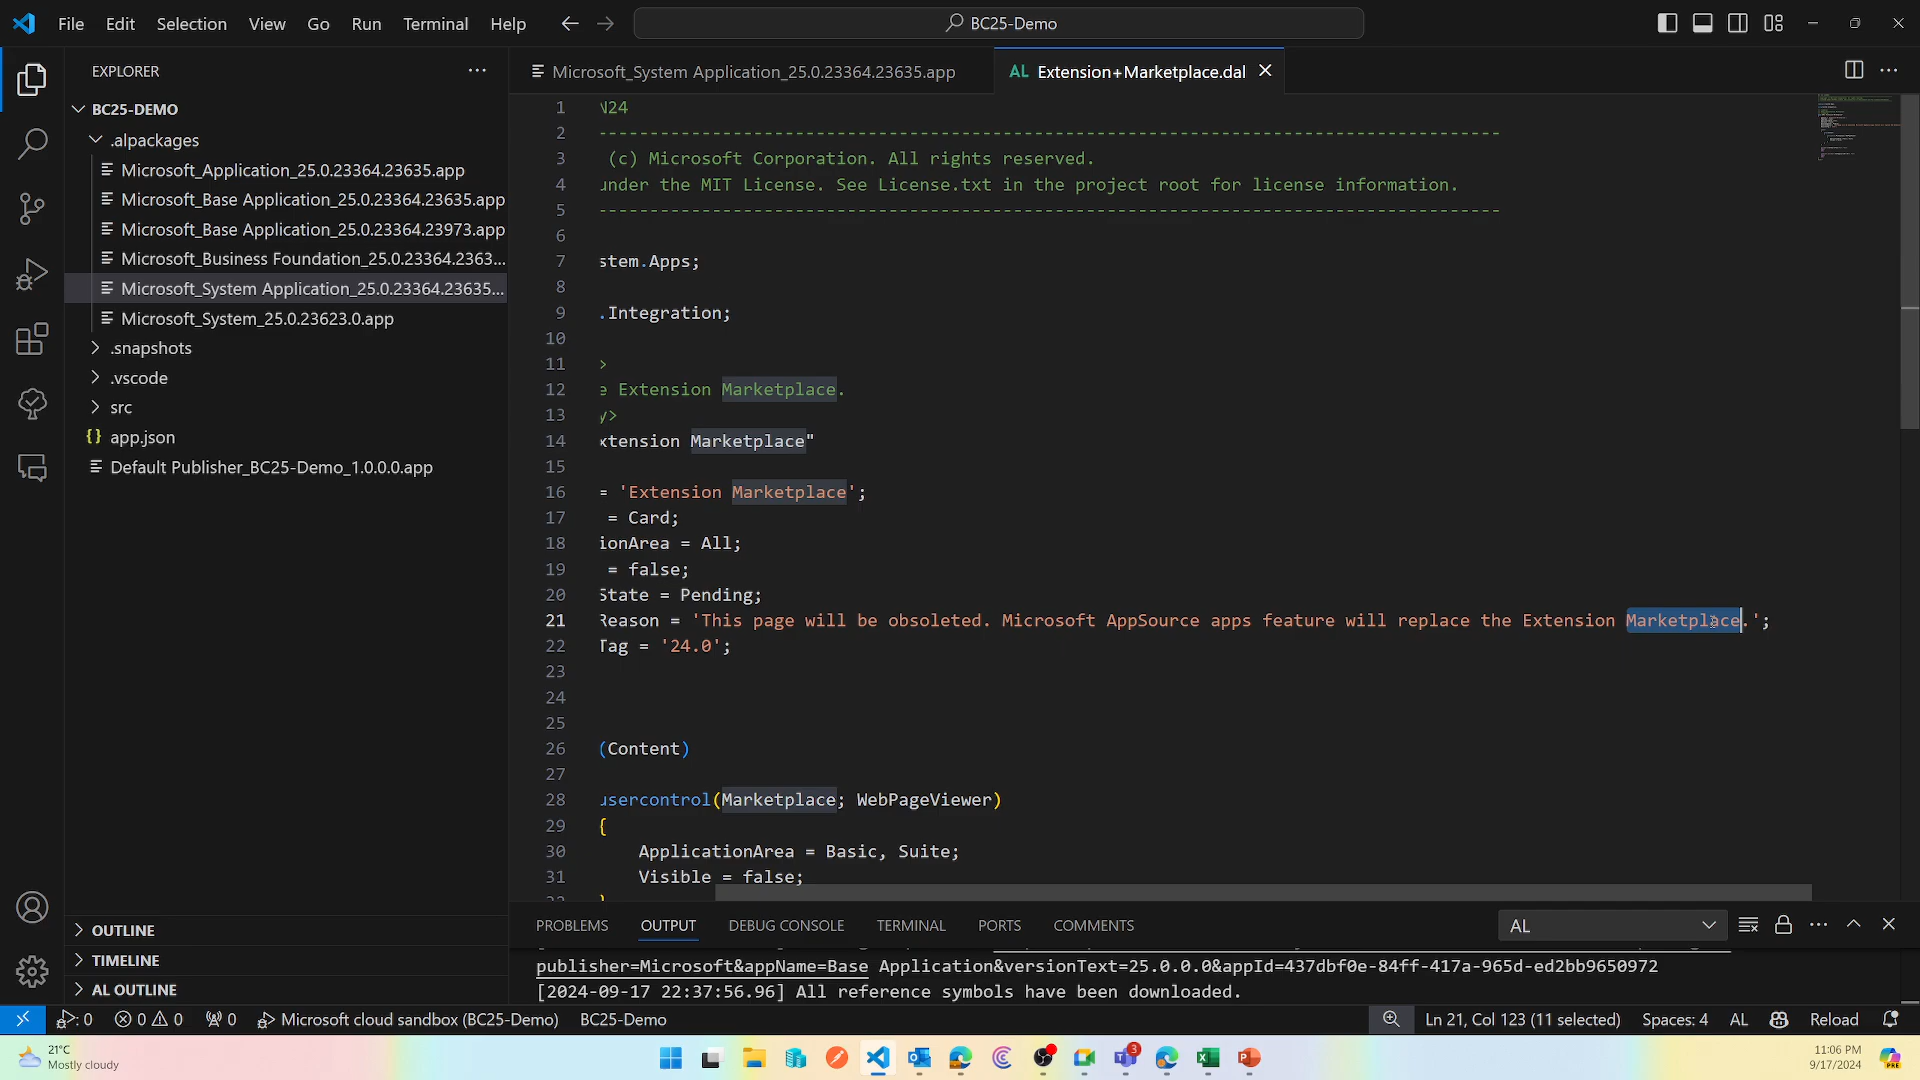 File Edit Selection View Go Run Terminal Help
BC25-Demo
EXPLORER
BC25-DEMO
.alpackages
Microsoft_Application_25.0.23364.23635.app
Microsoft_Base Application_25.0.23364.23635.app
Microsoft_Base Application_25.0.23364.23973.app
Microsoft_Business Foundation_25.0.23364.2363...
Microsoft_System Application_25.0.23364.23635...
Microsoft_System_25.0.23623.0.app
.snapshots
.vscode
src
{} app.json
Default Publisher_BC25-Demo_1.0.0.0.app
OUTLINE
TIMELINE
AL OUTLINE
Microsoft_System Application_25.0.23364.23635.app
AL Extension+Marketplace.dal
1 N24
2 ---------------------------------------------------------------------------------------
3 (c) Microsoft Corporation. All rights reserved.
4 under the MIT License. See License.txt in the project root for license information.
5 ---------------------------------------------------------------------------------------
6
7 stem.Apps;
8
9 .Integration;
10
11 >
12 e Extension Marketplace.
13 y>
14 xtension Marketplace"
15
16 = 'Extension Marketplace';
17 = Card;
18 ionArea = All;
19 = false;
20 State = Pending;
21 Reason = 'This page will be obsoleted. Microsoft AppSource apps feature will replace the Extension Marketplace.';
22 Tag = '24.0';
23
24
25
26 (Content)
27
28 usercontrol(Marketplace; WebPageViewer)
29 {
30 ApplicationArea = Basic, Suite;
31 Visible = false;
PROBLEMS OUTPUT DEBUG CONSOLE TERMINAL PORTS COMMENTS
AL
publisher=Microsoft&appName=Base Application&versionText=25.0.0.0&appId=437dbf0e-84ff-417a-965d-ed2bb9650972
[2024-09-17 22:37:56.96] All reference symbols have been downloaded.
: 0 0 0 0 Microsoft cloud sandbox (BC25-Demo) BC25-Demo
Ln 21, Col 123 (11 selected) Spaces: 4 AL Reload
21°C
Mostly cloudy
3
PRE
11:06 PM
9/17/2024